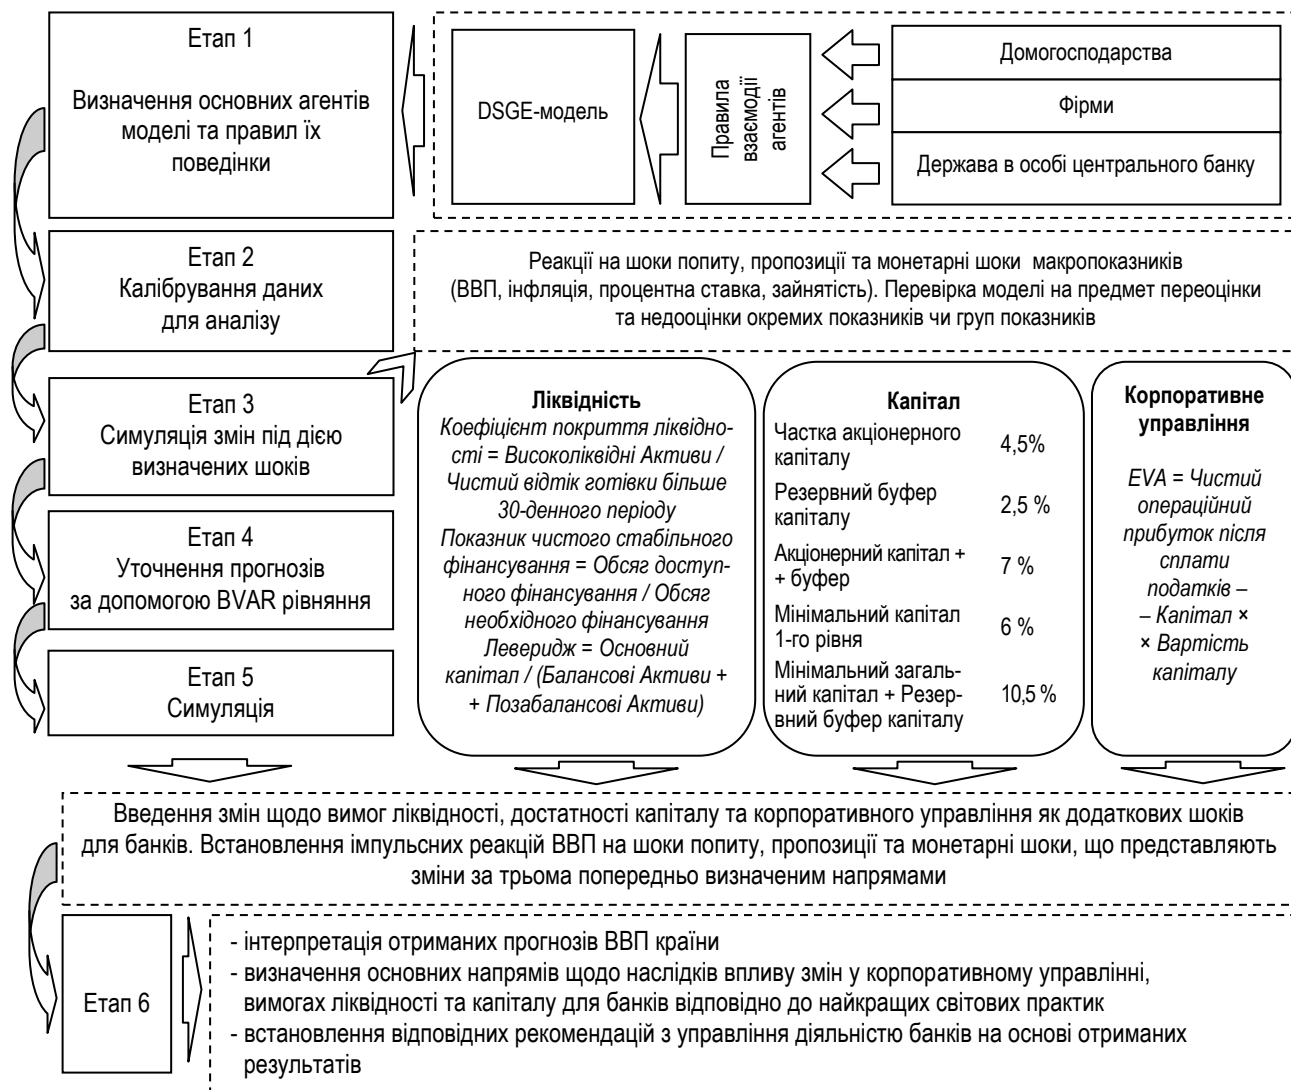 Етап 1
Визначення основних агентів
моделі та правил їх
поведінки
DSGE-модель
Правила
взаємодії
агентів
Домогосподарства
Фірми
Держава в особі центрального банку
Етап 2
Калібрування даних
для аналізу
Реакції на шоки попиту, пропозиції та монетарні шоки макропоказників
(ВВП, інфляція, процентна ставка, зайнятість). Перевірка моделі на предмет переоцінки
та недооцінки окремих показників чи груп показників
Етап 3
Симуляція змін під дією
визначених шоків
Етап 4
Уточнення прогнозів
за допомогою BVAR рівняння
Етап 5
Симуляція
Ліквідність
Коефіцієнт покриття ліквідно-
сті = Високоліквідні Активи /
Чистий відтік готівки більше
30-денного періоду
Показник чистого стабільного
фінансування = Обсяг доступ-
ного фінансування / Обсяг
необхідного фінансування
Леверидж = Основний
капітал / (Балансові Активи +
+ Позабалансові Активи)
Капітал
Частка акціонерного
капіталу 4,5%
Резервний буфер
капіталу 2,5 %
Акціонерний капітал +
+ буфер 7 %
Мінімальний капітал
1-го рівня 6 %
Мінімальний загаль-
ний капітал + Резер-
вний буфер капіталу 10,5 %
Корпоративне
управління
EVA = Чистий
операційний
прибуток після
сплати
податків –
– Капітал ×
× Вартість
капіталу
Введення змін щодо вимог ліквідності, достатності капіталу та корпоративного управління як додаткових шоків
для банків. Встановлення імпульсних реакцій ВВП на шоки попиту, пропозиції та монетарні шоки, що представляють
зміни за трьома попередньо визначеним напрямами
Етап 6
- інтерпретація отриманих прогнозів ВВП країни
- визначення основних напрямів щодо наслідків впливу змін у корпоративному управлінні,
вимогах ліквідності та капіталу для банків відповідно до найкращих світових практик
- встановлення відповідних рекомендацій з управління діяльністю банків на основі отриманих
результатів